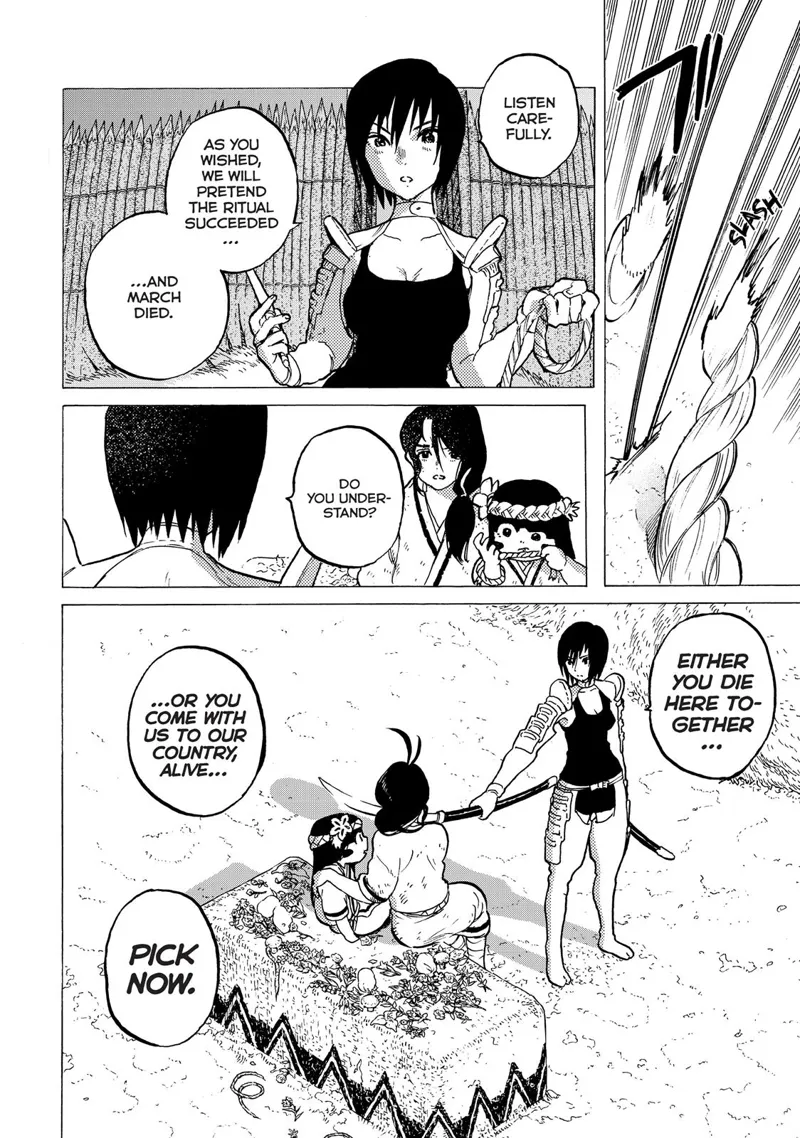 ブ
SLASH
LISTEN
CARE-
FULLY.
AS YOU
WISHED,
WE WILL
PRETEND
THE RITUAL
SUCCEEDED
...
...AND
MARCH
DIED.
DO
YOU UNDER-
STAND?
EITHER
YOU DIE
HERE TO-
GETHER
...
...OR YOU
COME WITH
US TO OUR
COUNTRY,
ALIVE...
PICK
NOW.